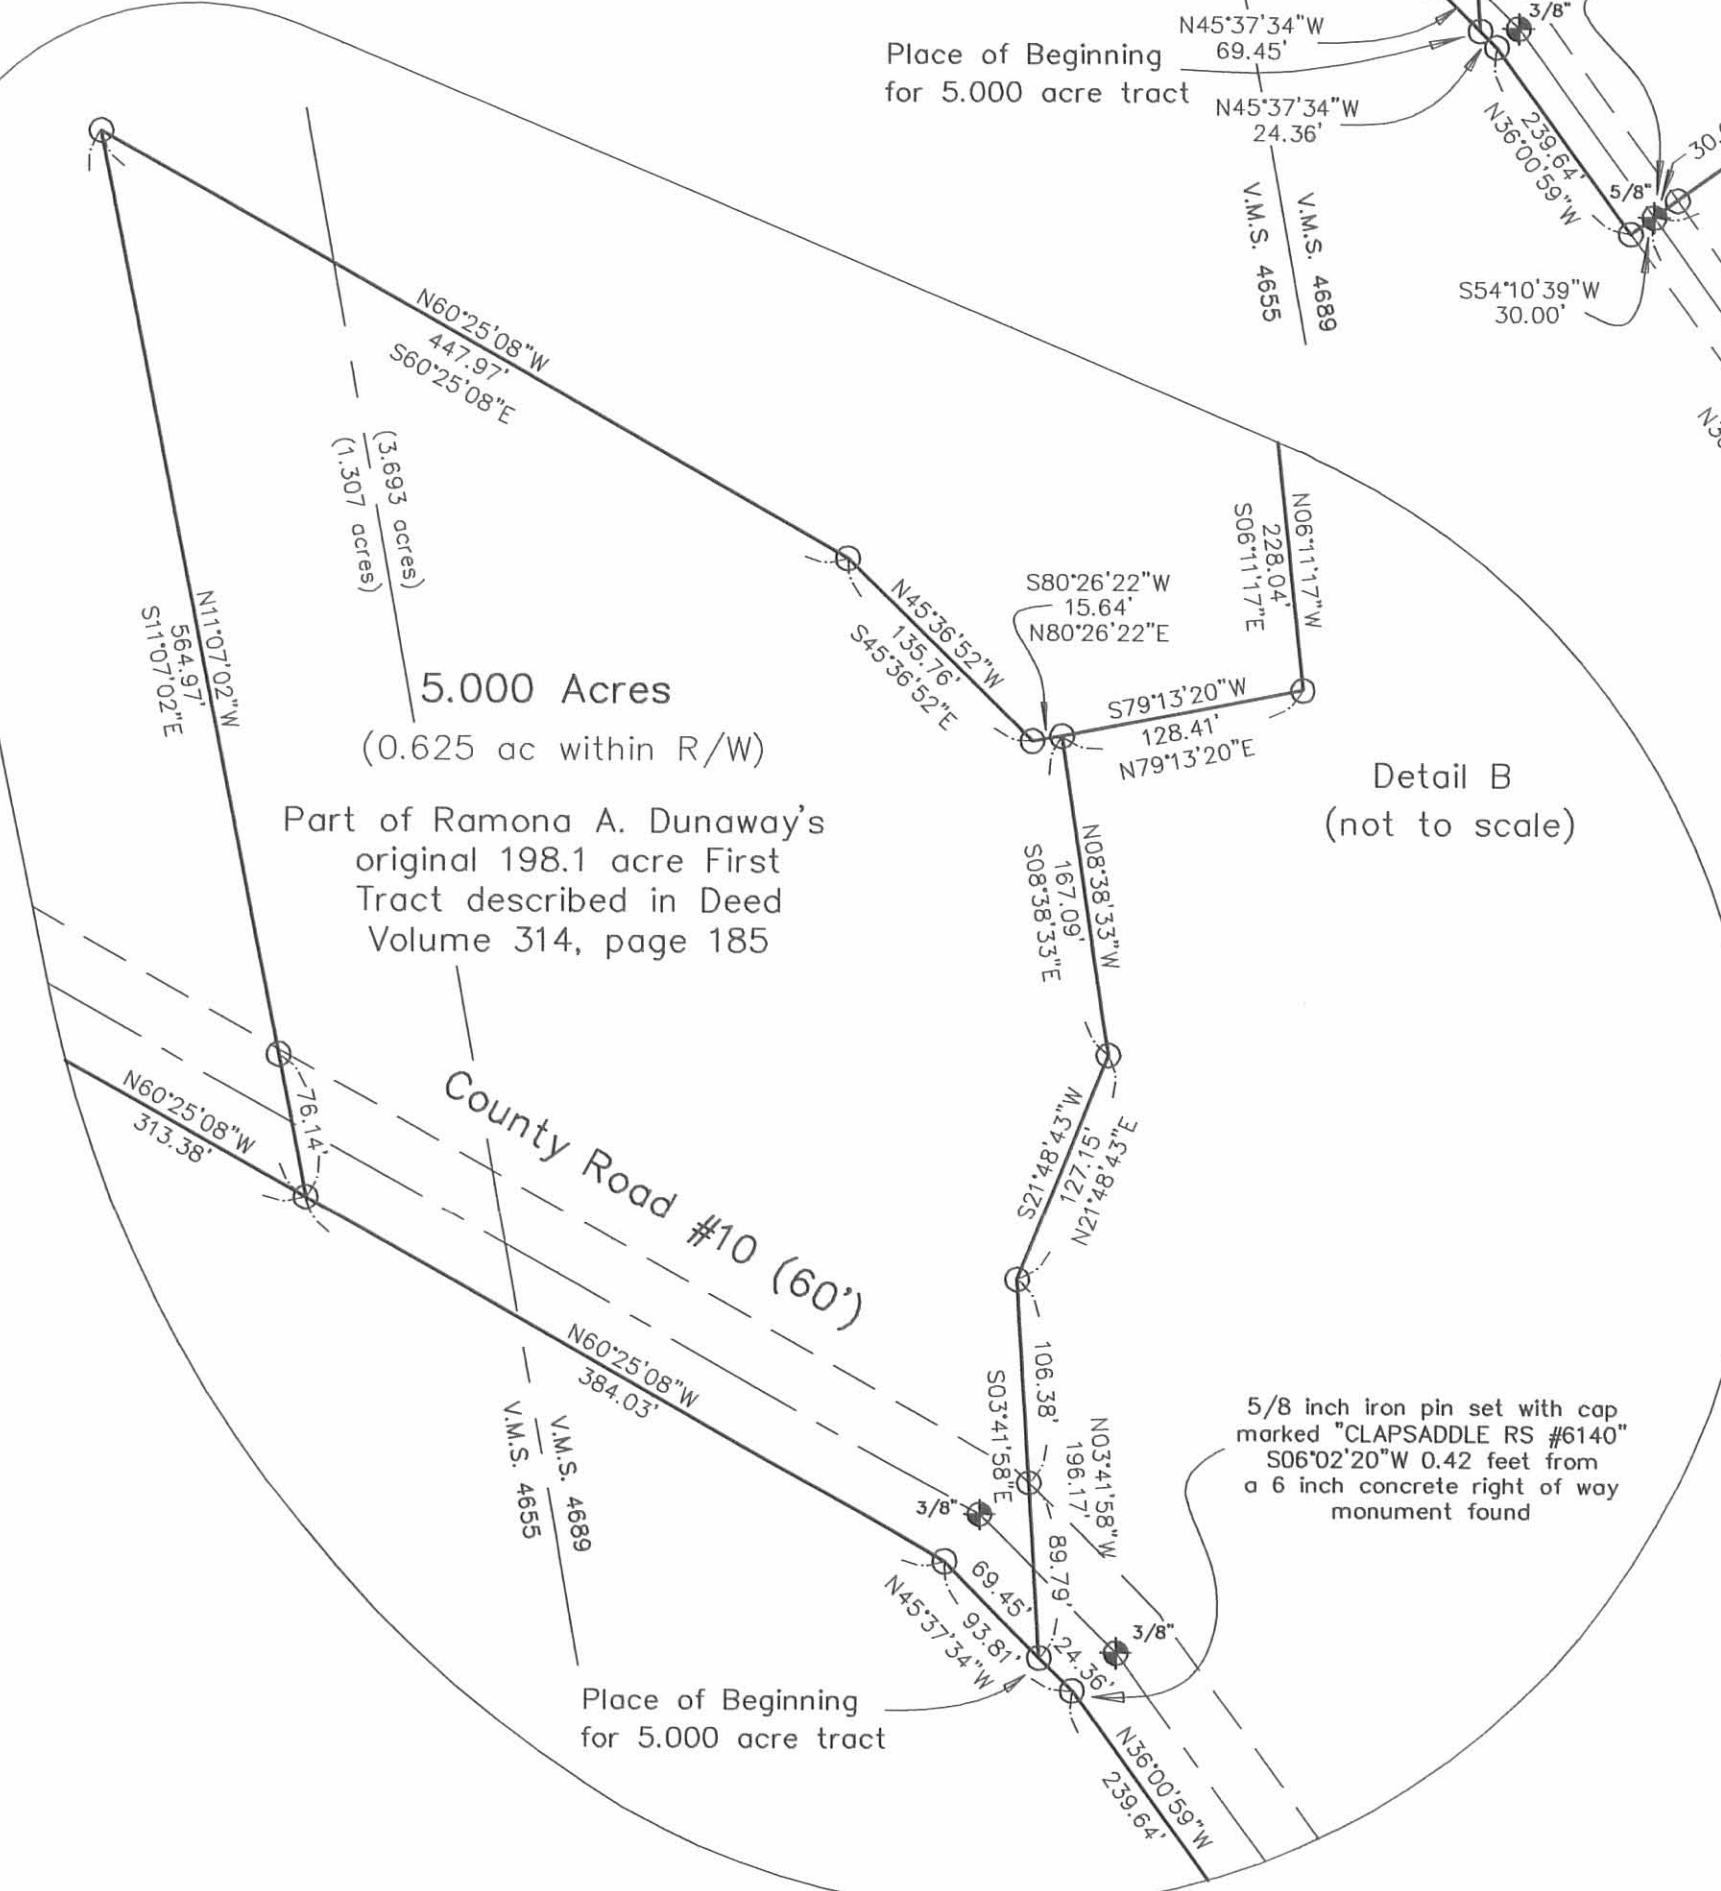 N45°37'34"W
69.45'
Place of Beginning
for 5.000 acre tract
N45°37'34"W
24.36'
3/8"
239.64'
N36°00'59"W
5/8"
S54°10'39"W
30.00'
V.M.S. 4655
V.M.S. 4689
N60°25'08"W
447.97'
S60°25'08"E
(3.693 acres)
(1.307 acres)
N06°11'17"W
228.04'
S06°11'17"E
S80°26'22"W
15.64'
N80°26'22"E
N45°36'52"W
135.76'
S45°36'52"E
N11°07'02"W
564.97'
S11°07'02"E
5.000 Acres
(0.625 ac within R/W)
S79°13'20"W
128.41'
N79°13'20"E
Detail B
(not to scale)
Part of Ramona A. Dunaway's
original 198.1 acre First
Tract described in Deed
Volume 314, page 185
N08°38'33"W
167.09'
S08°38'33"E
N60°25'08"W
313.38'
76.14'
County Road #10 (60')
S21°48'43"W
127.15'
N21°48'43"E
N60°25'08"W
384.03'
V.M.S. 4655
V.M.S. 4689
106.38'
S03°41'58"E
N03°41'58"W
196.17'
89.79'
3/8"
5/8 inch iron pin set with cap
marked "CLAPSADDLE RS #6140"
S06°02'20"W 0.42 feet from
a 6 inch concrete right of way
monument found
69.45'
93.81'
N45°37'34"W
24.36'
3/8"
Place of Beginning
for 5.000 acre tract
N36°00'59"W
239.64'